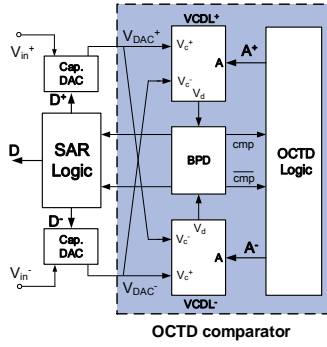 VCDL+
Vin+
VDAC+
Vc+
A
A+
Cap.
DAC
Vc-
Vd
D+
D
SAR
Logic
BPD
cmp
cmp
OCTD
Logic
D-
Vd
Cap.
DAC
Vc-
A
A-
Vin-
VDAC-
Vc+
VCDL-
OCTD comparator